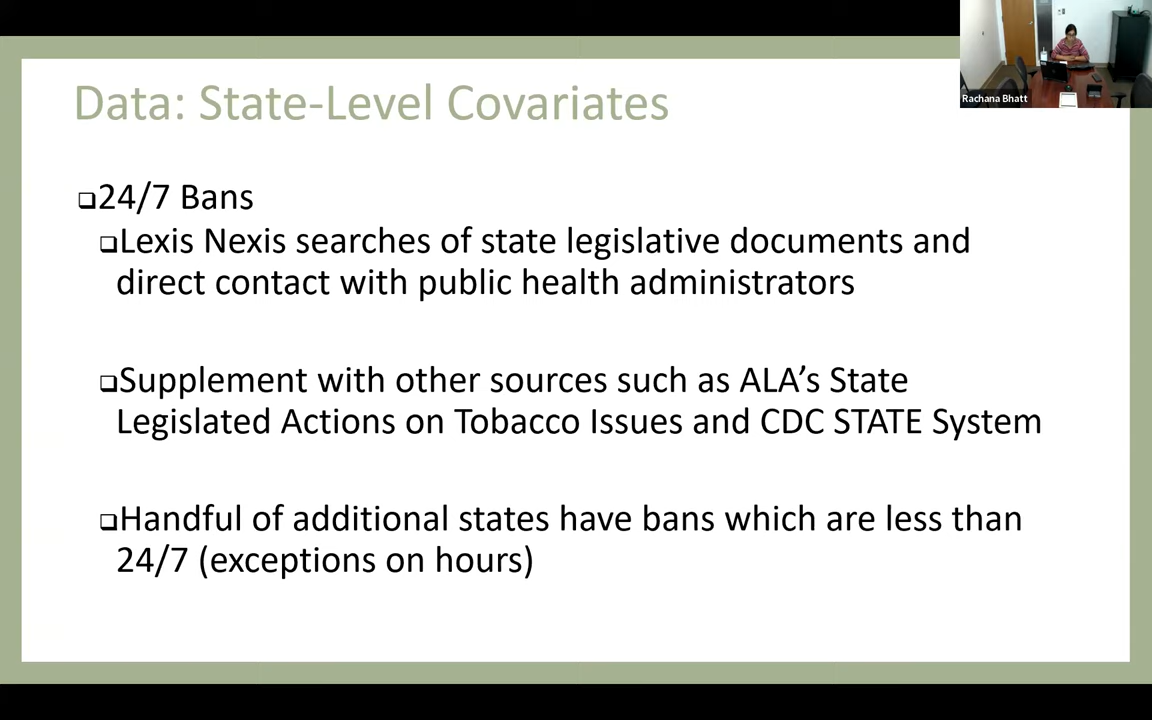 Data: State-Level Covariates
Rachana Bhatt
24/7 Bans
Lexis Nexis searches of state legislative documents and
direct contact with public health administrators
Supplement with other sources such as ALA’s State
Legislated Actions on Tobacco Issues and CDC STATE System
Handful of additional states have bans which are less than
24/7 (exceptions on hours)